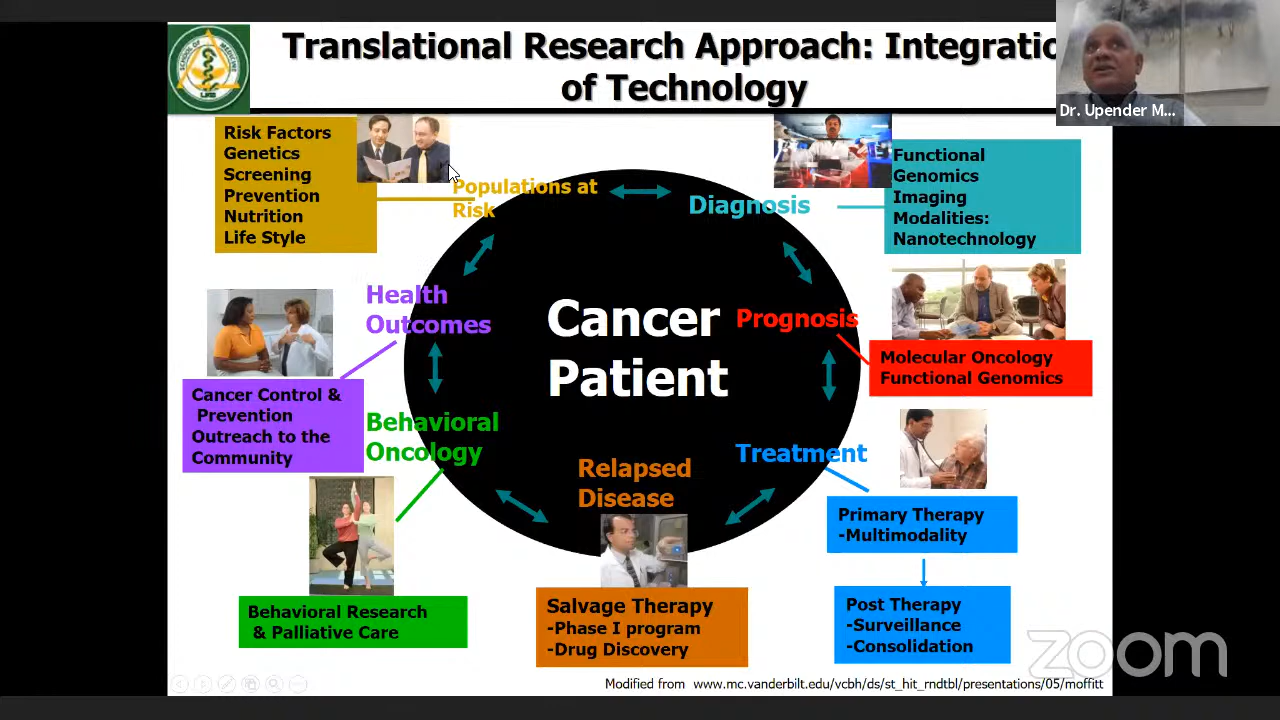 Translational Research Approach: Integratio
of Technology
SCHOOL OF MEDICINE
Dr. Upender M...
Risk Factors
Genetics
Screening
Prevention
Nutrition
Life Style
Populations at
Risk
Diagnosis
Functional
Genomics
Imaging
Modalities:
Nanotechnology
Health
Outcomes
Cancer
Patient
Prognosis
Molecular Oncology
Functional Genomics
Cancer Control &
Prevention
Outreach to the
Community
Behavioral
Oncology
Relapsed
Disease
Treatment
Primary Therapy
-Multimodality
Behavioral Research
& Palliative Care
Salvage Therapy
-Phase I program
-Drug Discovery
Post Therapy
-Surveillance
-Consolidation
zoom
Modified from www.mc.vanderbilt.edu/vcbh/ds/st_hit_rndtbl/presentations/05/moffitt